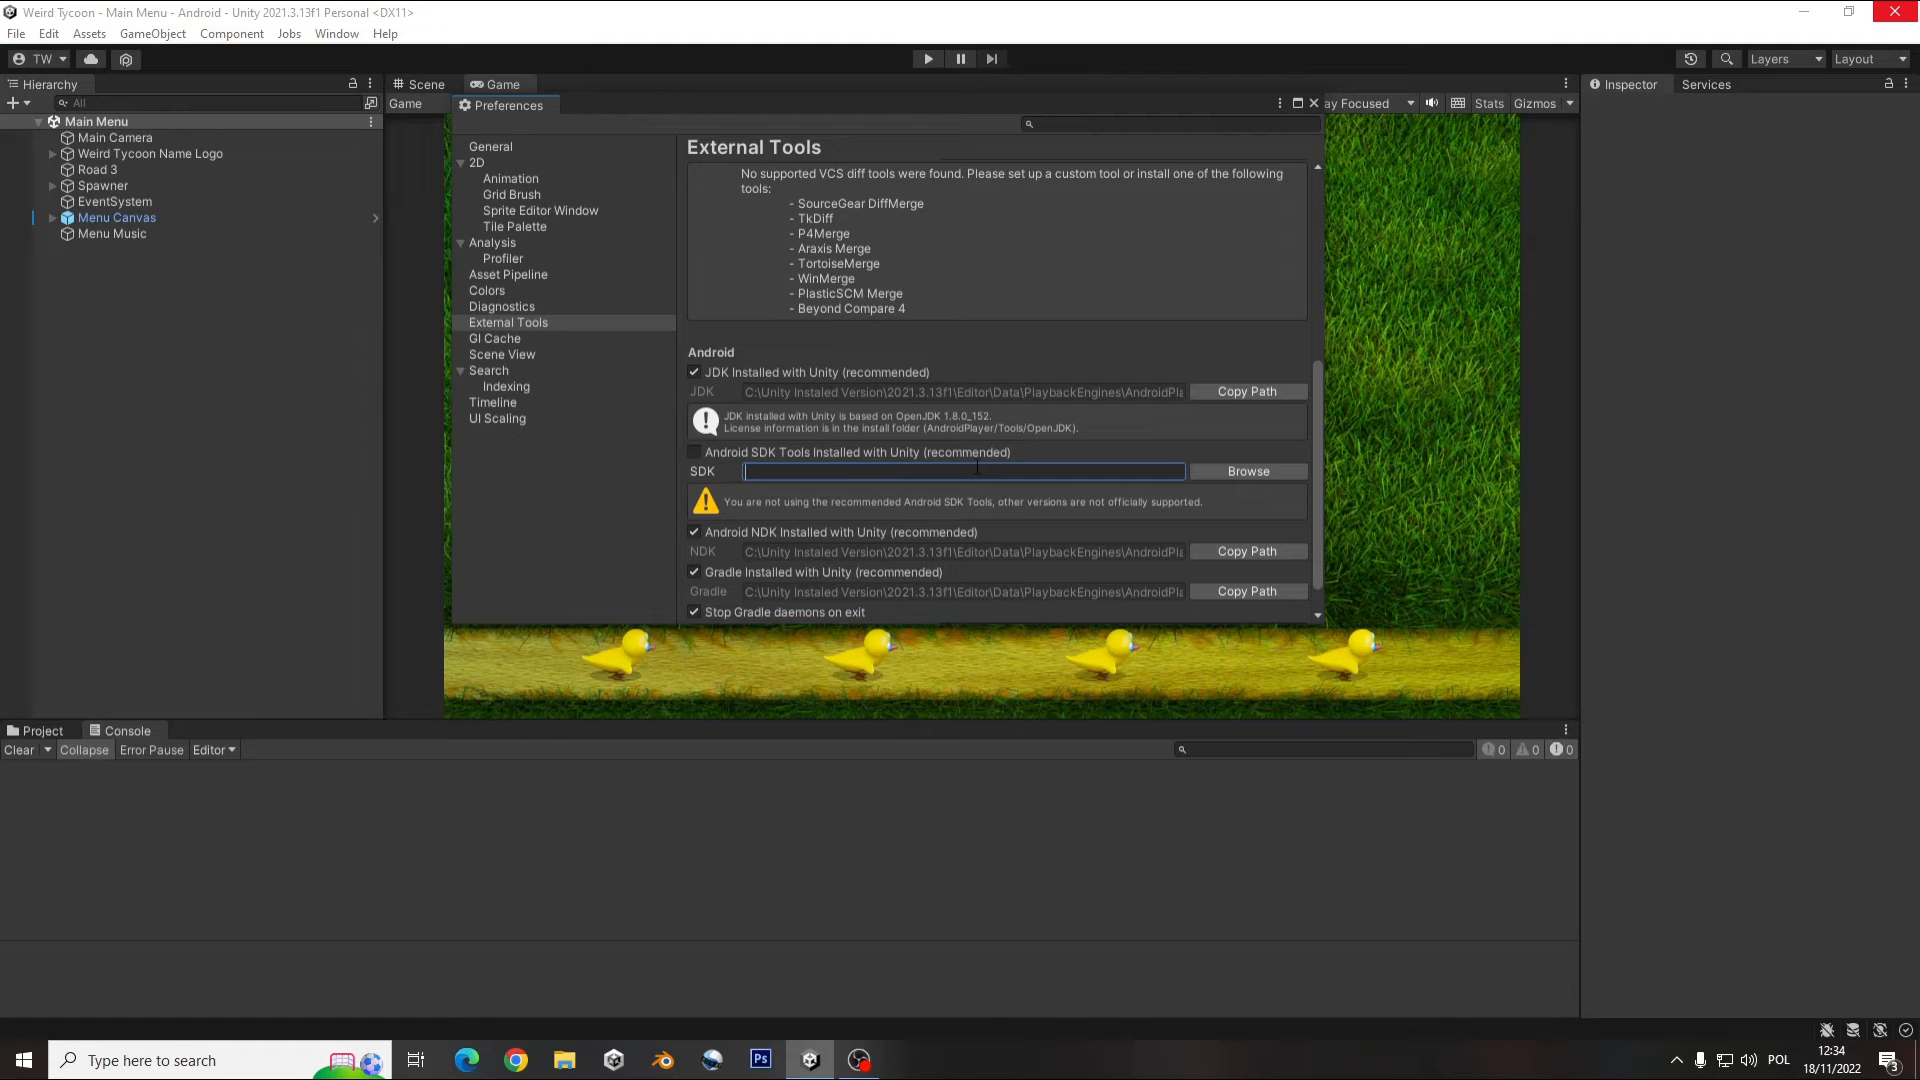 Weird Tycoon - Main Menu - Android - Unity 2021.3.13f1 Personal <DX11>
File Edit Assets GameObject Component Jobs Window Help
TW Layers Layout
Hierarchy
All
Main Menu
Main Camera
Weird Tycoon Name Logo
Road 3
Spawner
EventSystem
Menu Canvas
Menu Music
Scene Game
Game ay Focused Stats Gizmos
Preferences
General
2D
Animation
Grid Brush
Sprite Editor Window
Tile Palette
Analysis
Profiler
Asset Pipeline
Colors
Diagnostics
External Tools
GI Cache
Scene View
Search
Indexing
Timeline
UI Scaling
External Tools
No supported VCS diff tools were found. Please set up a custom tool or install one of the following
tools:
- SourceGear DiffMerge
- TkDiff
- P4Merge
- Araxis Merge
- TortoiseMerge
- WinMerge
- PlasticSCM Merge
- Beyond Compare 4
Android
JDK Installed with Unity (recommended)
JDK C:\Unity Instaled Version\2021.3.13f1\Editor\Data\PlaybackEngines\AndroidPla Copy Path
JDK installed with Unity is based on OpenJDK 1.8.0_152.
License information is in the install folder (AndroidPlayer/Tools/OpenJDK).
Android SDK Tools Installed with Unity (recommended)
SDK Browse
You are not using the recommended Android SDK Tools, other versions are not officially supported.
Android NDK Installed with Unity (recommended)
NDK C:\Unity Instaled Version\2021.3.13f1\Editor\Data\PlaybackEngines\AndroidPla Copy Path
Gradle Installed with Unity (recommended)
Gradle C:\Unity Instaled Version\2021.3.13f1\Editor\Data\PlaybackEngines\AndroidPla Copy Path
Stop Gradle daemons on exit
Inspector Services
Project Console
Clear Collapse Error Pause Editor 0 0 0
Type here to search
Ps
POL
12:34
18/11/2022
3